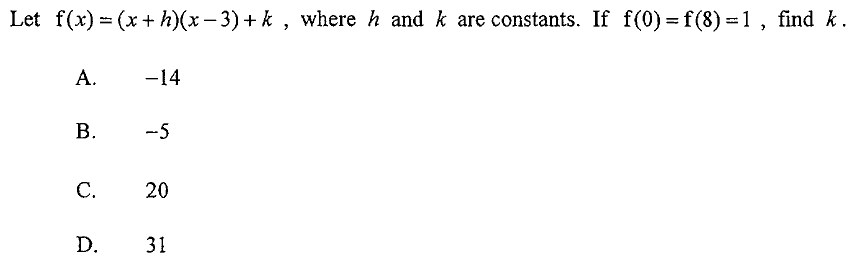 Let f(x) = (x + h)(x − 3) + k , where h and k are constants. If f(0) = f(8) = 1 , find k .
A. −14
B. −5
C. 20
D. 31